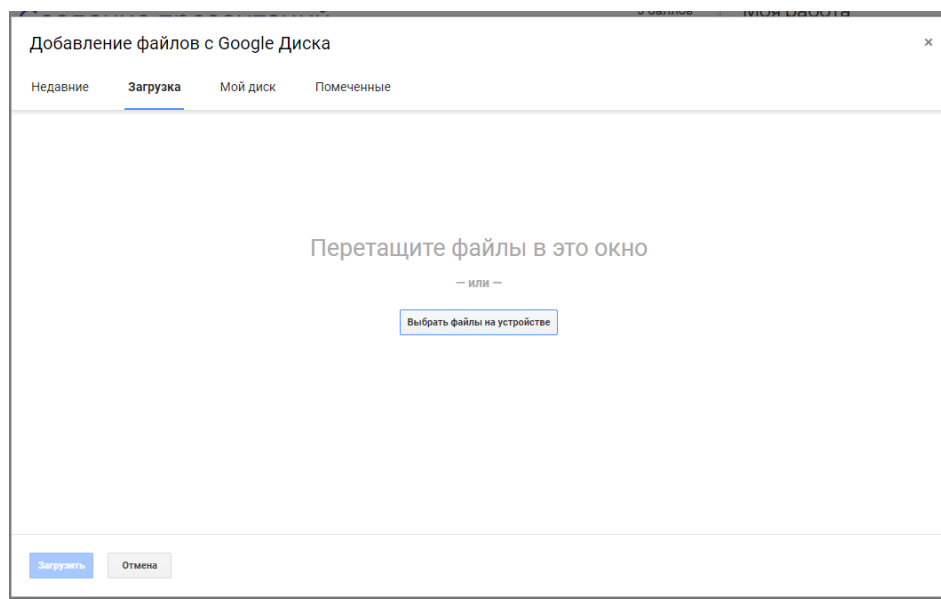 Добавление файлов с Google Диска
×
Недавние Загрузка Мой диск Помеченные
Перетащите файлы в это окно
— или —
Выбрать файлы на устройстве
Загрузить Отмена